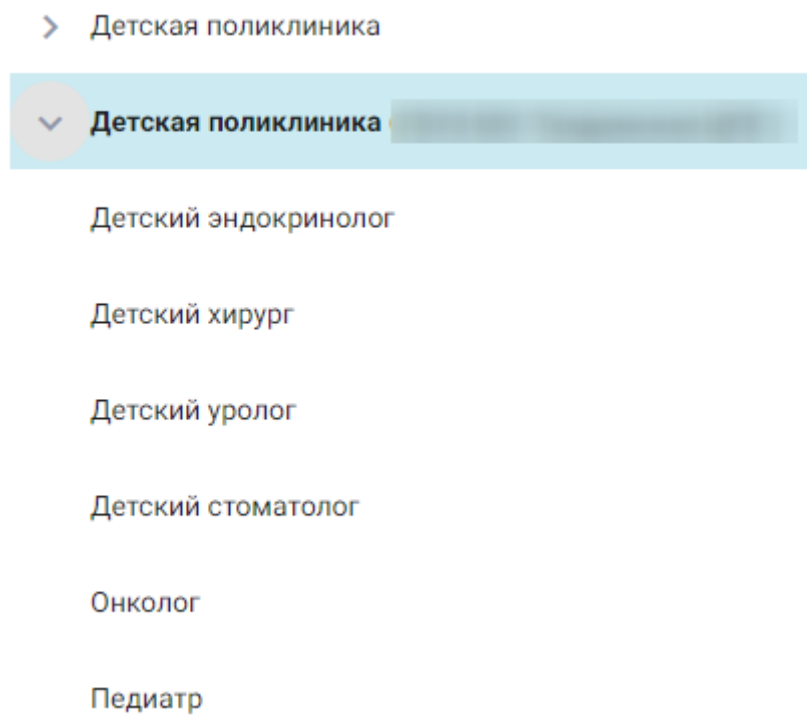 Детская поликлиника
Детская поликлиника
Детский эндокринолог
Детский хирург
Детский уролог
Детский стоматолог
Онколог
Педиатр